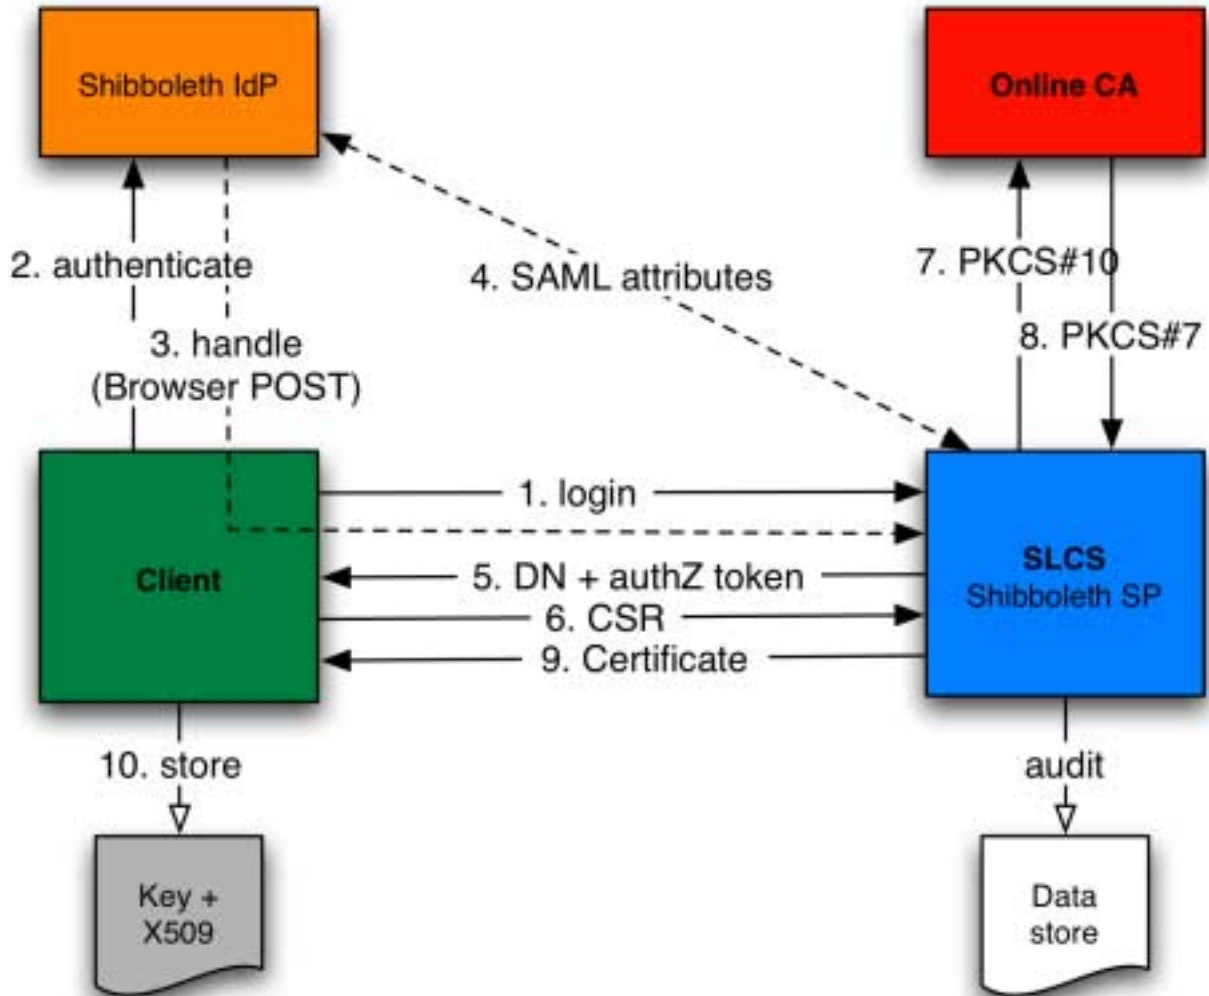 Shibboleth IdP
Online CA
2. authenticate
4. SAML attributes
7. PKCS#10
3. handle
(Browser POST)
8. PKCS#7
1. login
Client
SLCS
Shibboleth SP
5. DN + authZ token
6. CSR
9. Certificate
10. store
audit
Key +
X509
Data
store